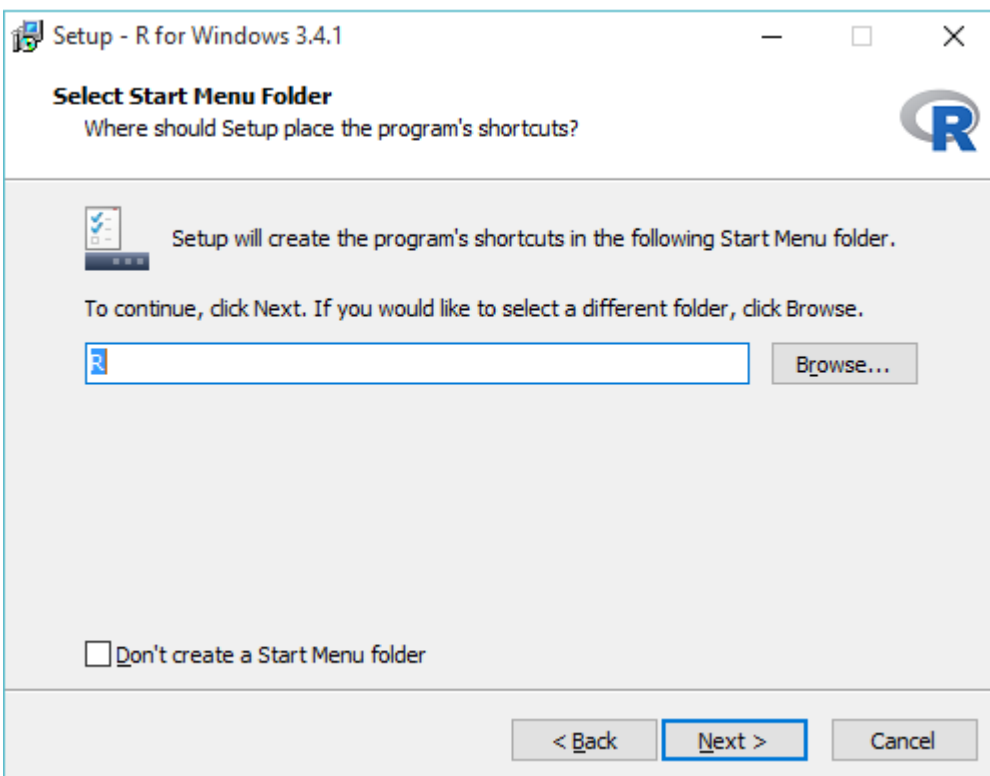 Setup - R for Windows 3.4.1
Select Start Menu Folder
Where should Setup place the program's shortcuts?
R
Setup will create the program's shortcuts in the following Start Menu folder.
To continue, click Next. If you would like to select a different folder, click Browse.
R
Browse...
Don't create a Start Menu folder
< Back
Next >
Cancel